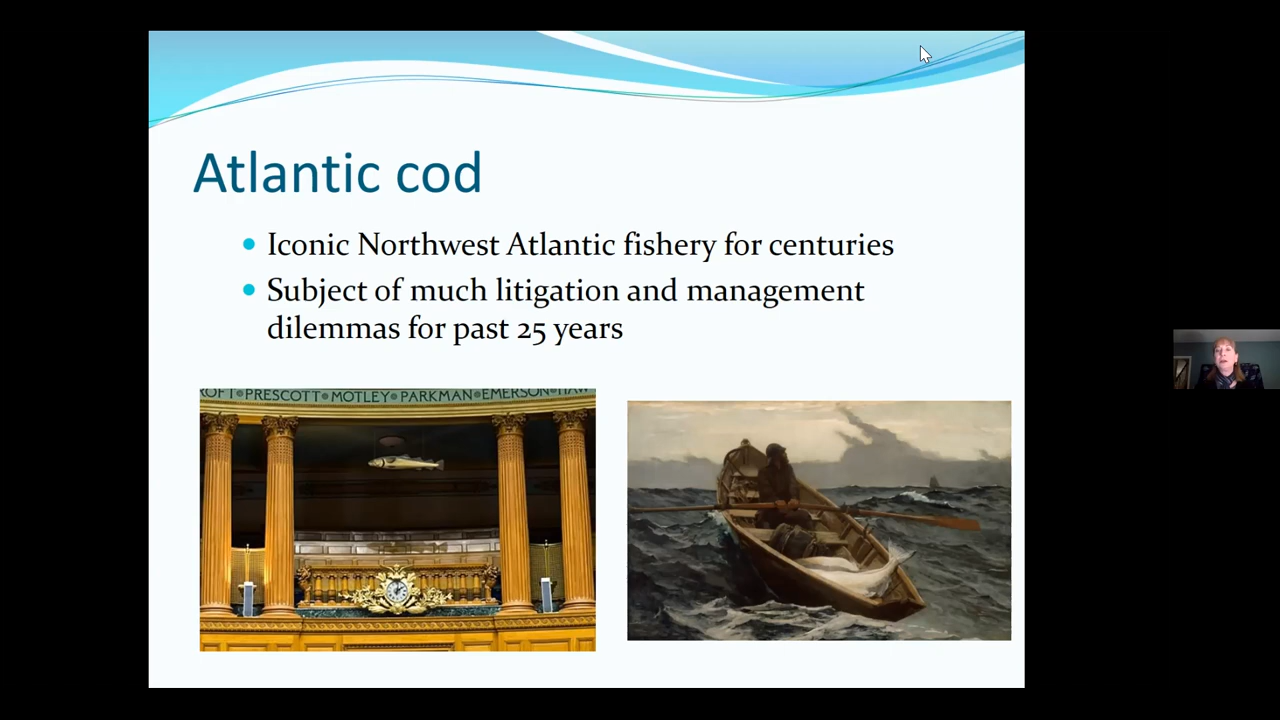 Atlantic cod
Iconic Northwest Atlantic fishery for centuries
Subject of much litigation and management
dilemmas for past 25 years
PRESCOTT•MOTLEY•PARKMAN•EMERSON